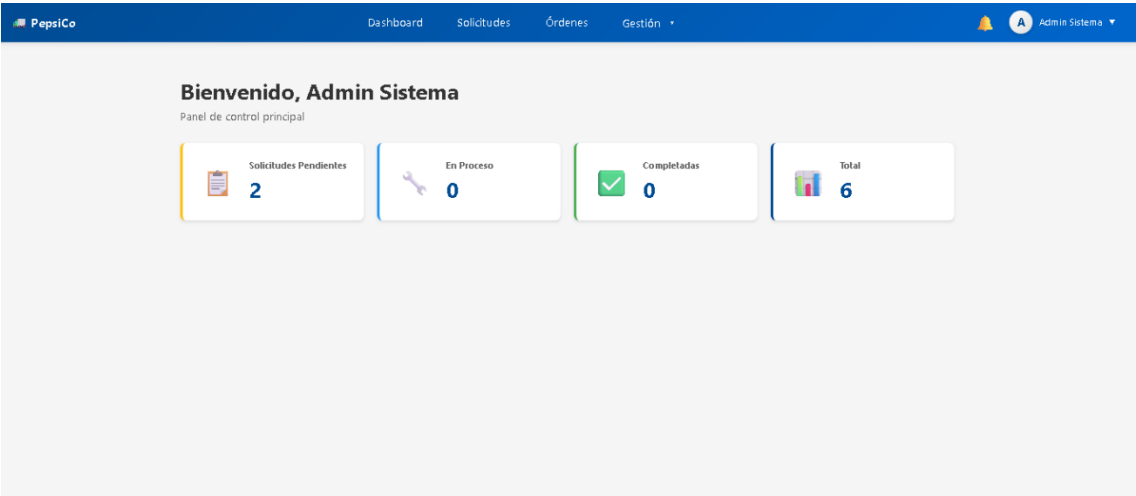 PepsiCo Dashboard Solicitudes Órdenes Gestión A Admin Sistema
Bienvenido, Admin Sistema
Panel de control principal
Solicitudes Pendientes
2
En Proceso
0
Completadas
0
Total
6